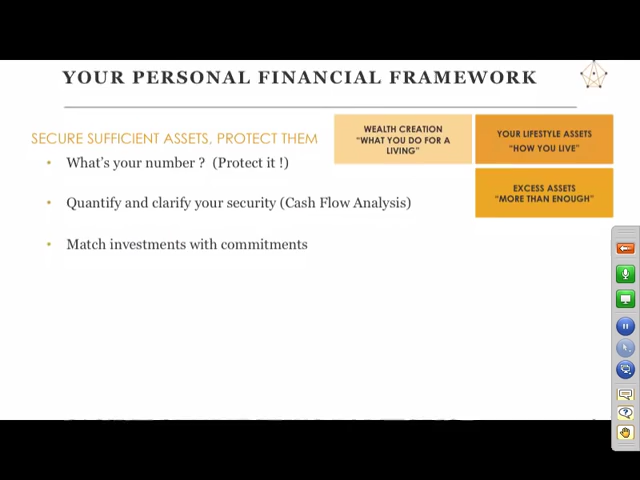 YOUR PERSONAL FINANCIAL FRAMEWORK
SECURE SUFFICIENT ASSETS, PROTECT THEM
• What's your number ? (Protect it !)
• Quantify and clarify your security (Cash Flow Analysis)
• Match investments with commitments
WEALTH CREATION
"WHAT YOU DO FOR A
LIVING"
YOUR LIFESTYLE ASSETS
"HOW YOU LIVE"
EXCESS ASSETS
"MORE THAN ENOUGH"